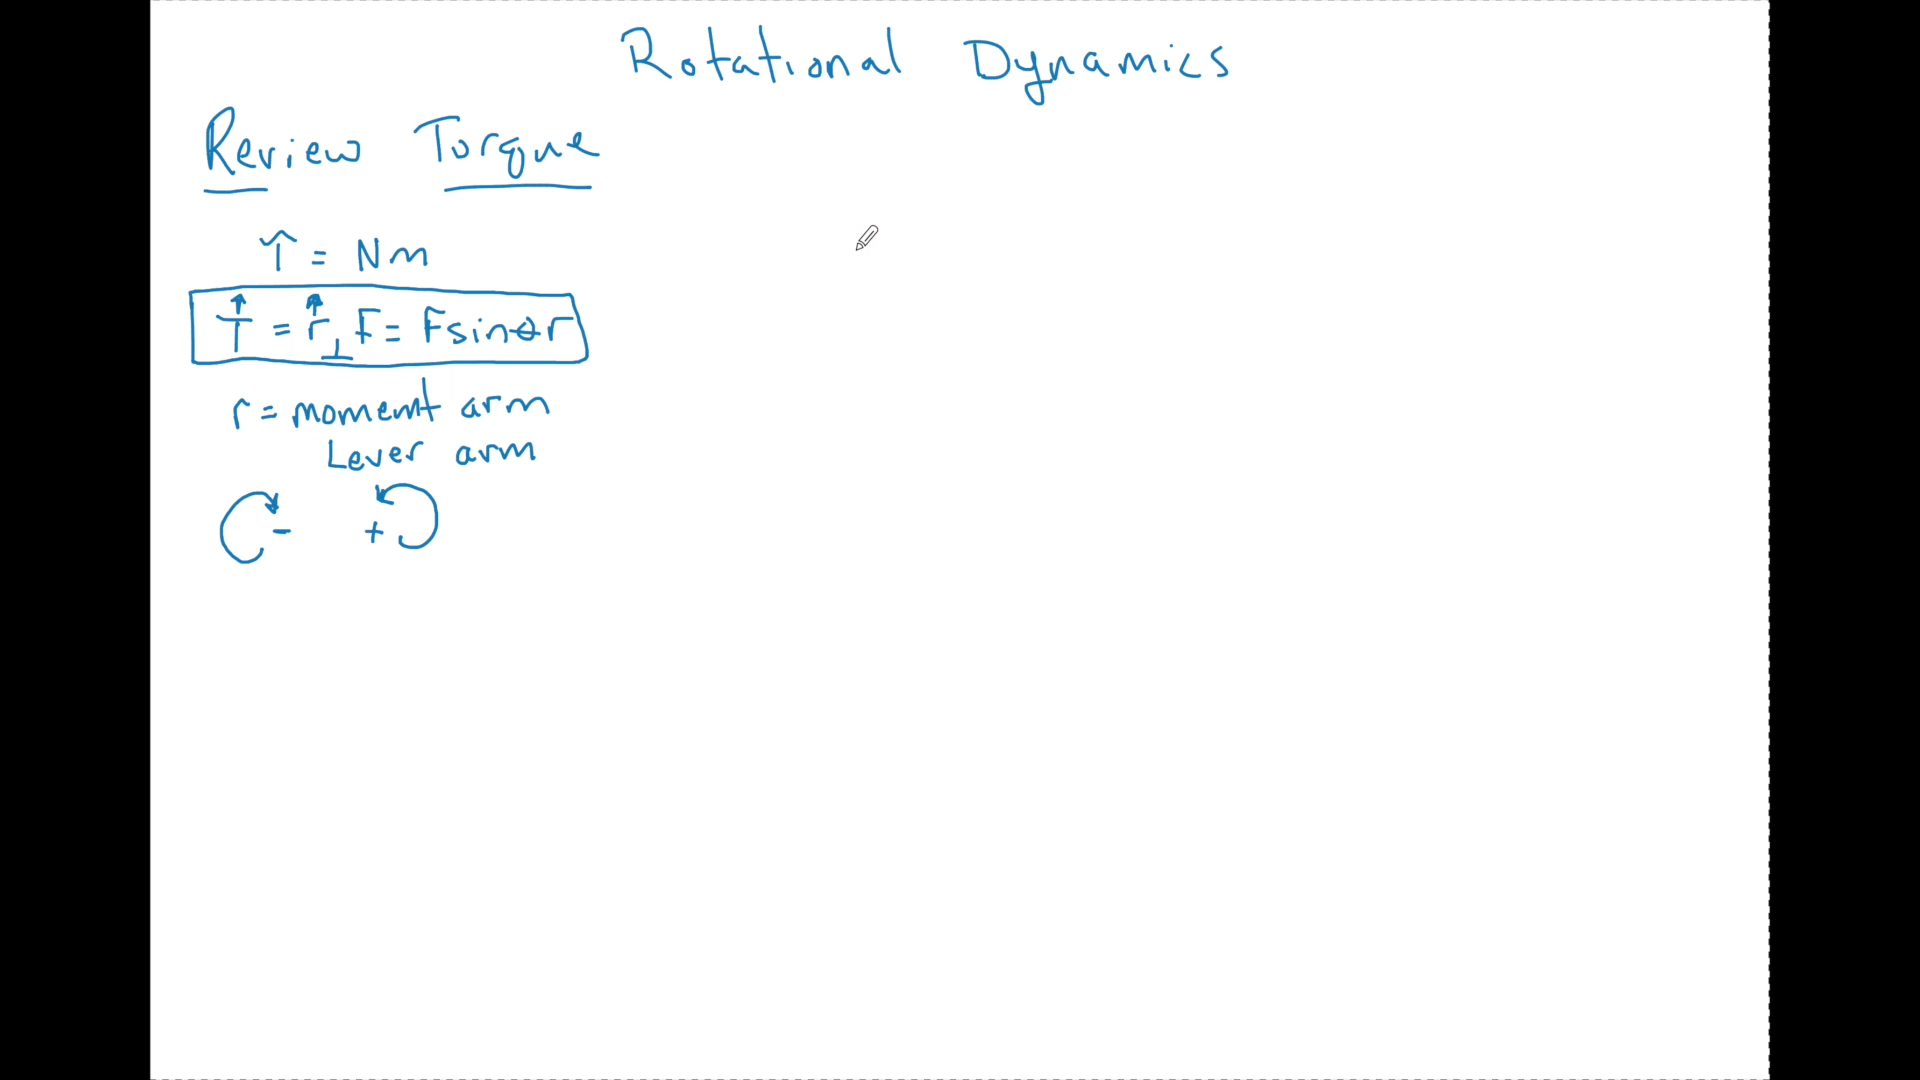 Rotational Dynamics
Review Torque
τ = Nm
τ⃗ = r⃗⊥ F = Fsinθr
r = moment arm
Lever arm
- +